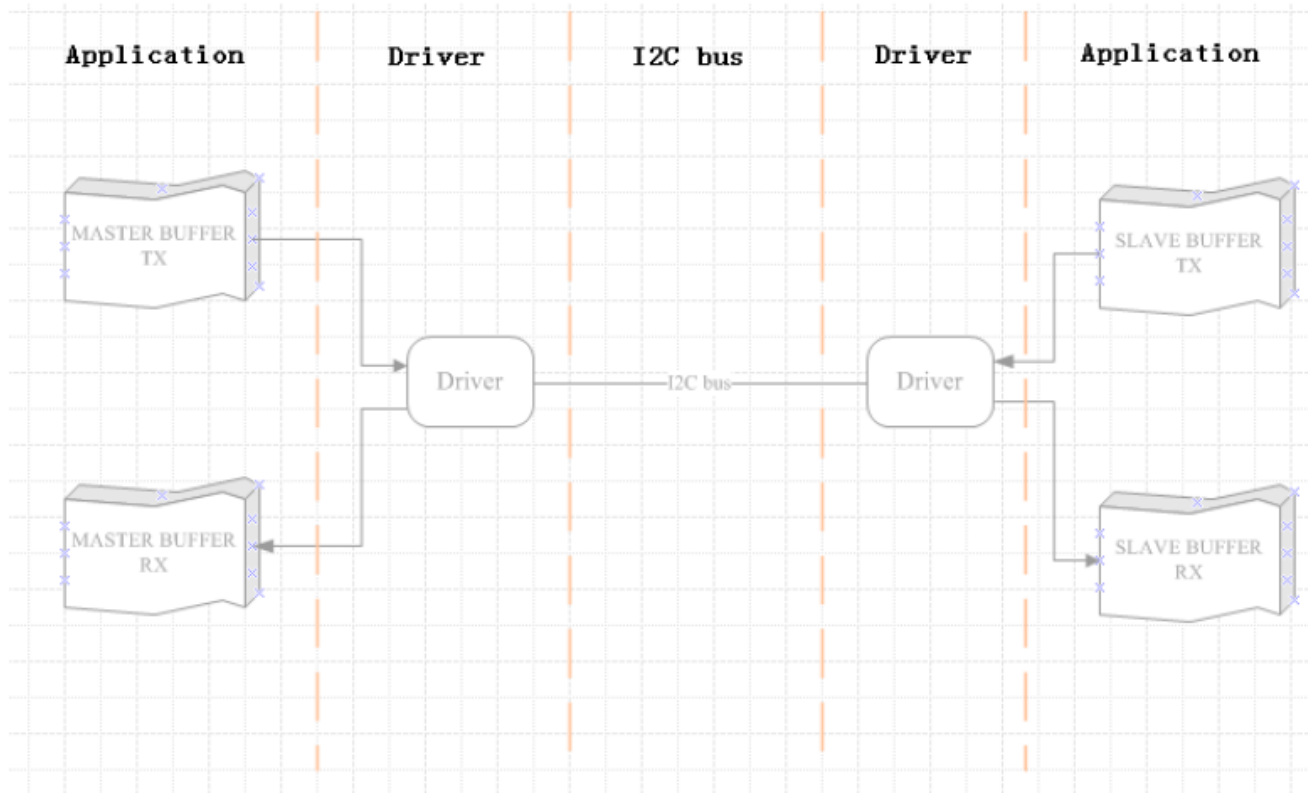 Application
Driver
I2C bus
Driver
Application
MASTER BUFFER
TX
SLAVE BUFFER
TX
Driver
I2C bus
Driver
MASTER BUFFER
RX
SLAVE BUFFER
RX